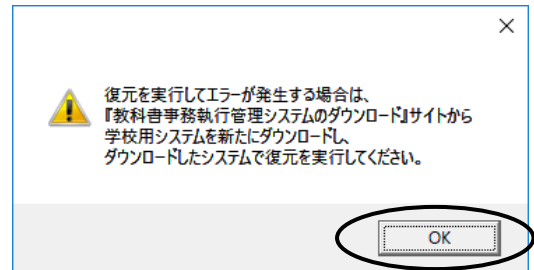 復元を実行してエラーが発生する場合は、
『教科書事務執行管理システムのダウンロード』サイトから
学校用システムを新たにダウンロードし、
ダウンロードしたシステムで復元を実行してください。
OK